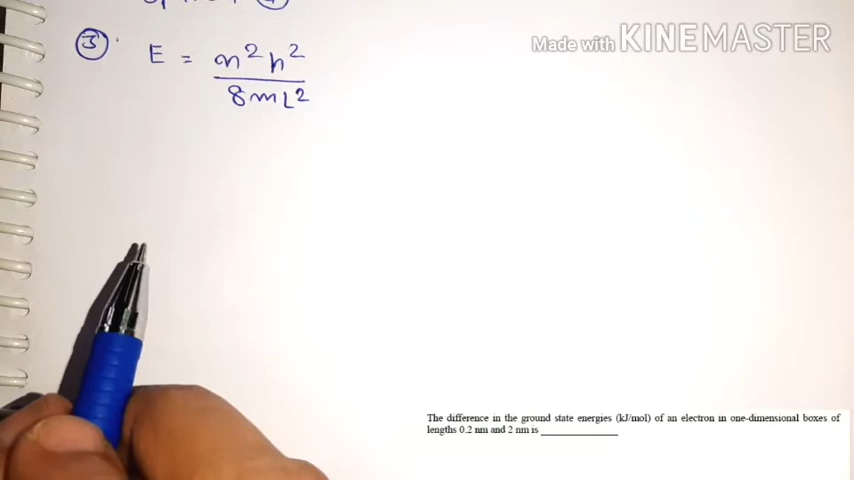 Made with KINEMASTER
③ E = n²h² / 8mL²
The difference in the ground state energies (kJ/mol) of an electron in one-dimensional boxes of
lengths 0.2 nm and 2 nm is ____________